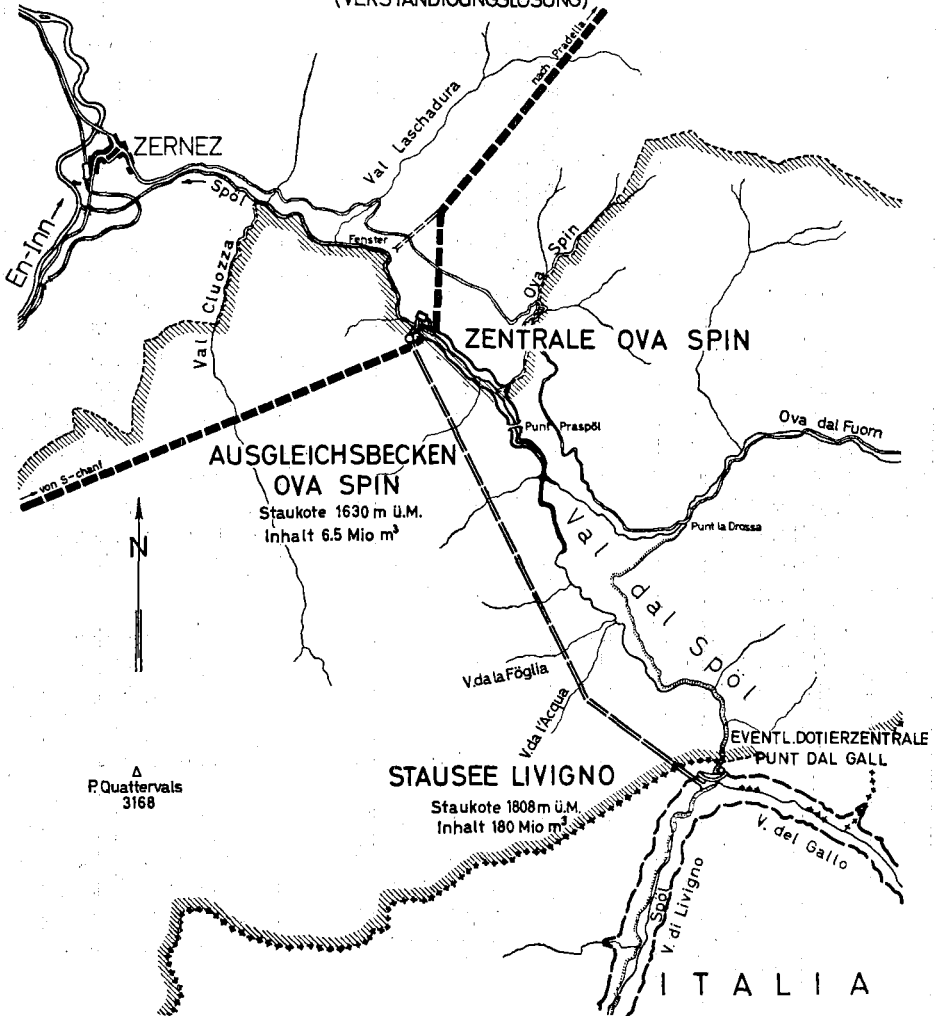 (VERSTÄNDIGUNGSLÖSUNG)
nach Pradella
Val Laschadura
ZERNEZ
Spöl
En-Inn
Fenster
Val Cluozza
Ova Spin
ZENTRALE OVA SPIN
Punt Praspöl
Ova dal Fuorn
AUSGLEICHSBECKEN
OVA SPIN
Staukote 1630 m ü.M.
Inhalt 6.5 Mio m³
von S-chanf
Punt la Drossa
N
Val dal Spöl
V. da la Föglia
V. da l'Acqua
EVENTL. DOTIERZENTRALE
PUNT DAL GALL
STAUSEE LIVIGNO
Staukote 1808 m ü.M.
Inhalt 180 Mio m³
P. Quattervals
3168
V. del Gallo
Spöl
V. di Livigno
ITALIA